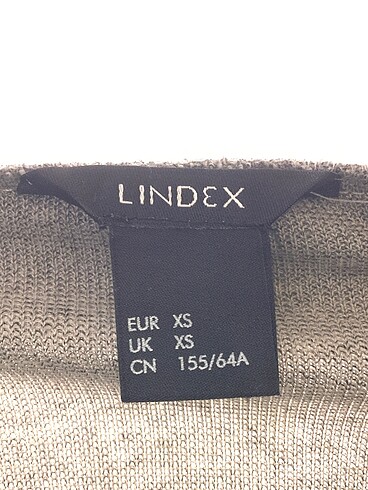 LINDEX
EUR XS
UK XS
CN 155/64A